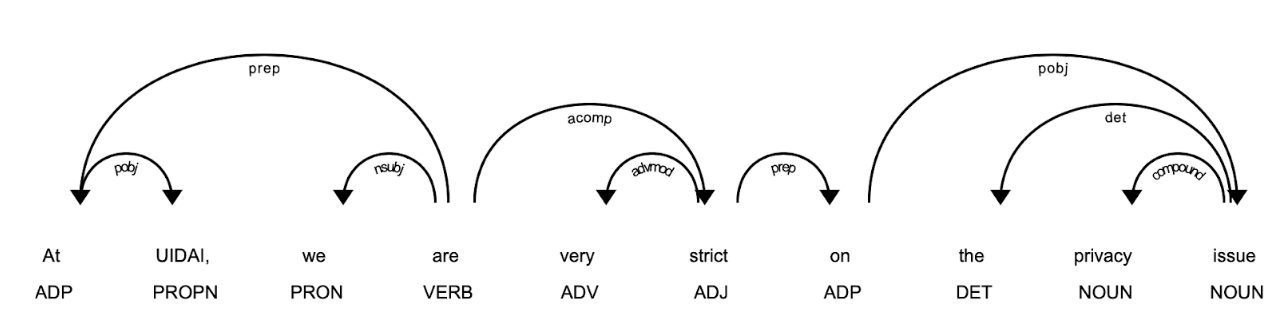 prep
pobj
acomp
det
pobj
nsubj
advmod
prep
compound
At UIDAI, we are very strict on the privacy issue
ADP PROPN PRON VERB ADV ADJ ADP DET NOUN NOUN